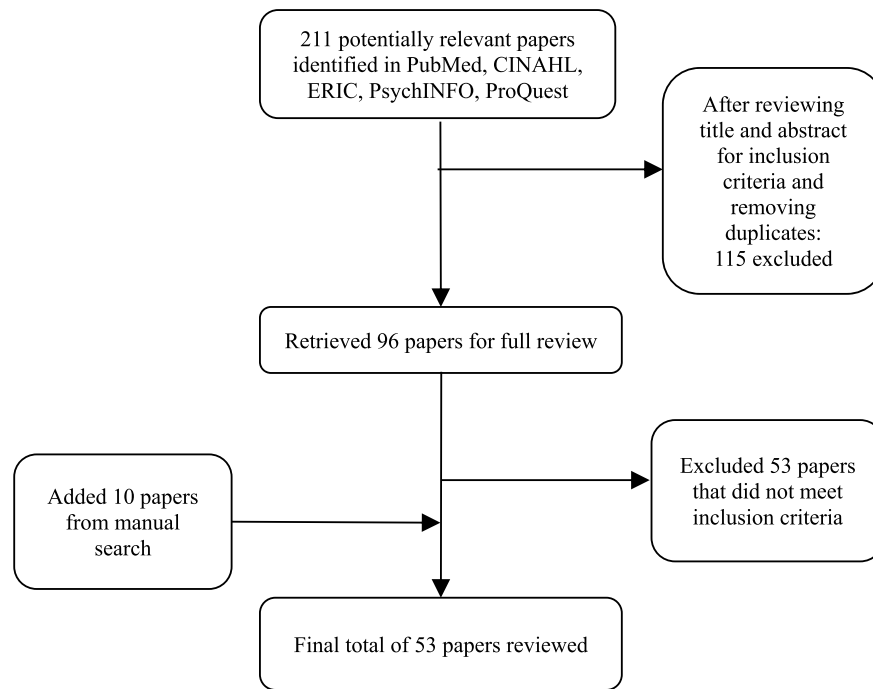 211 potentially relevant papers
identified in PubMed, CINAHL,
ERIC, PsychINFO, ProQuest
After reviewing
title and abstract
for inclusion
criteria and
removing
duplicates:
115 excluded
Retrieved 96 papers for full review
Excluded 53 papers
that did not meet
inclusion criteria
Added 10 papers
from manual
search
Final total of 53 papers reviewed